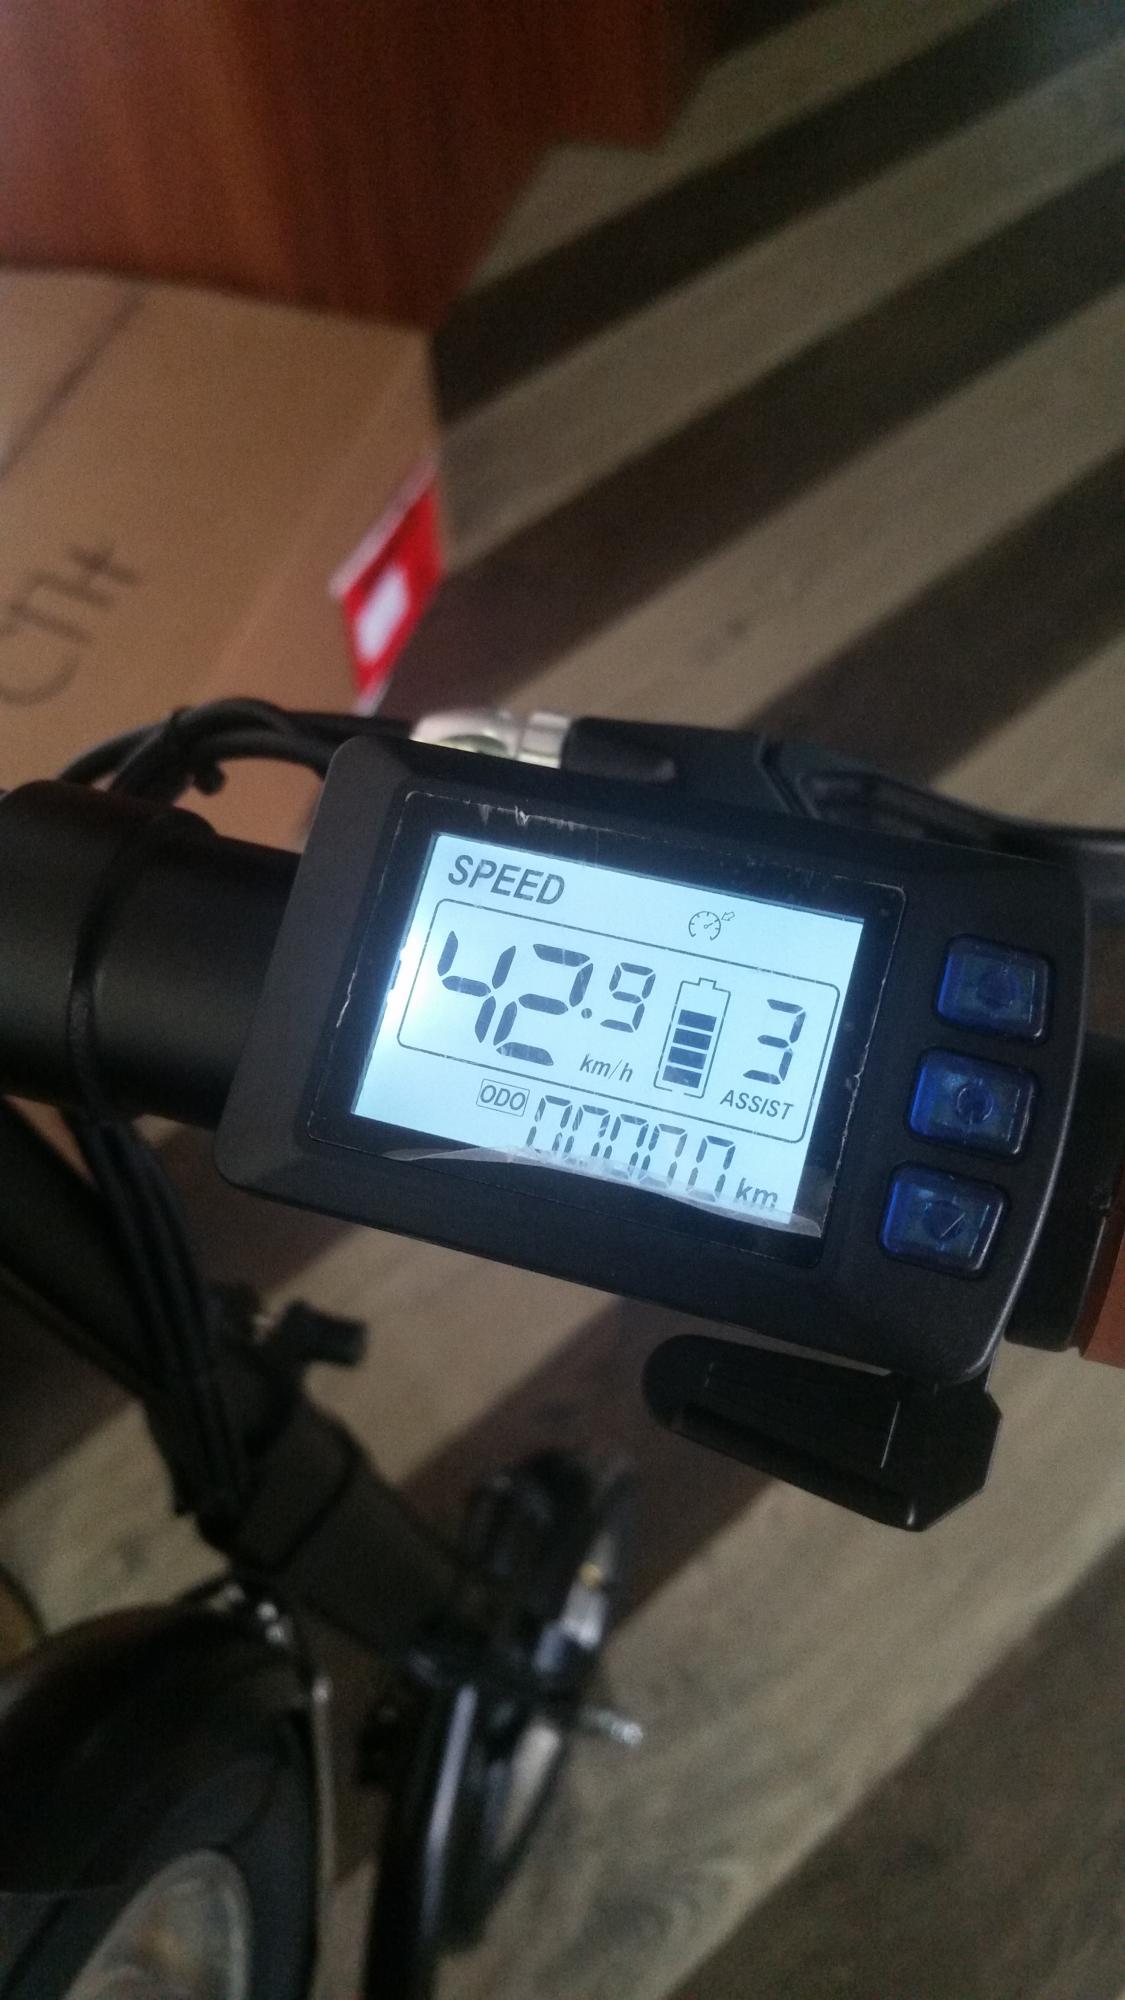 SPEED
42.9 km/h
3 ASSIST
ODO 00000 km